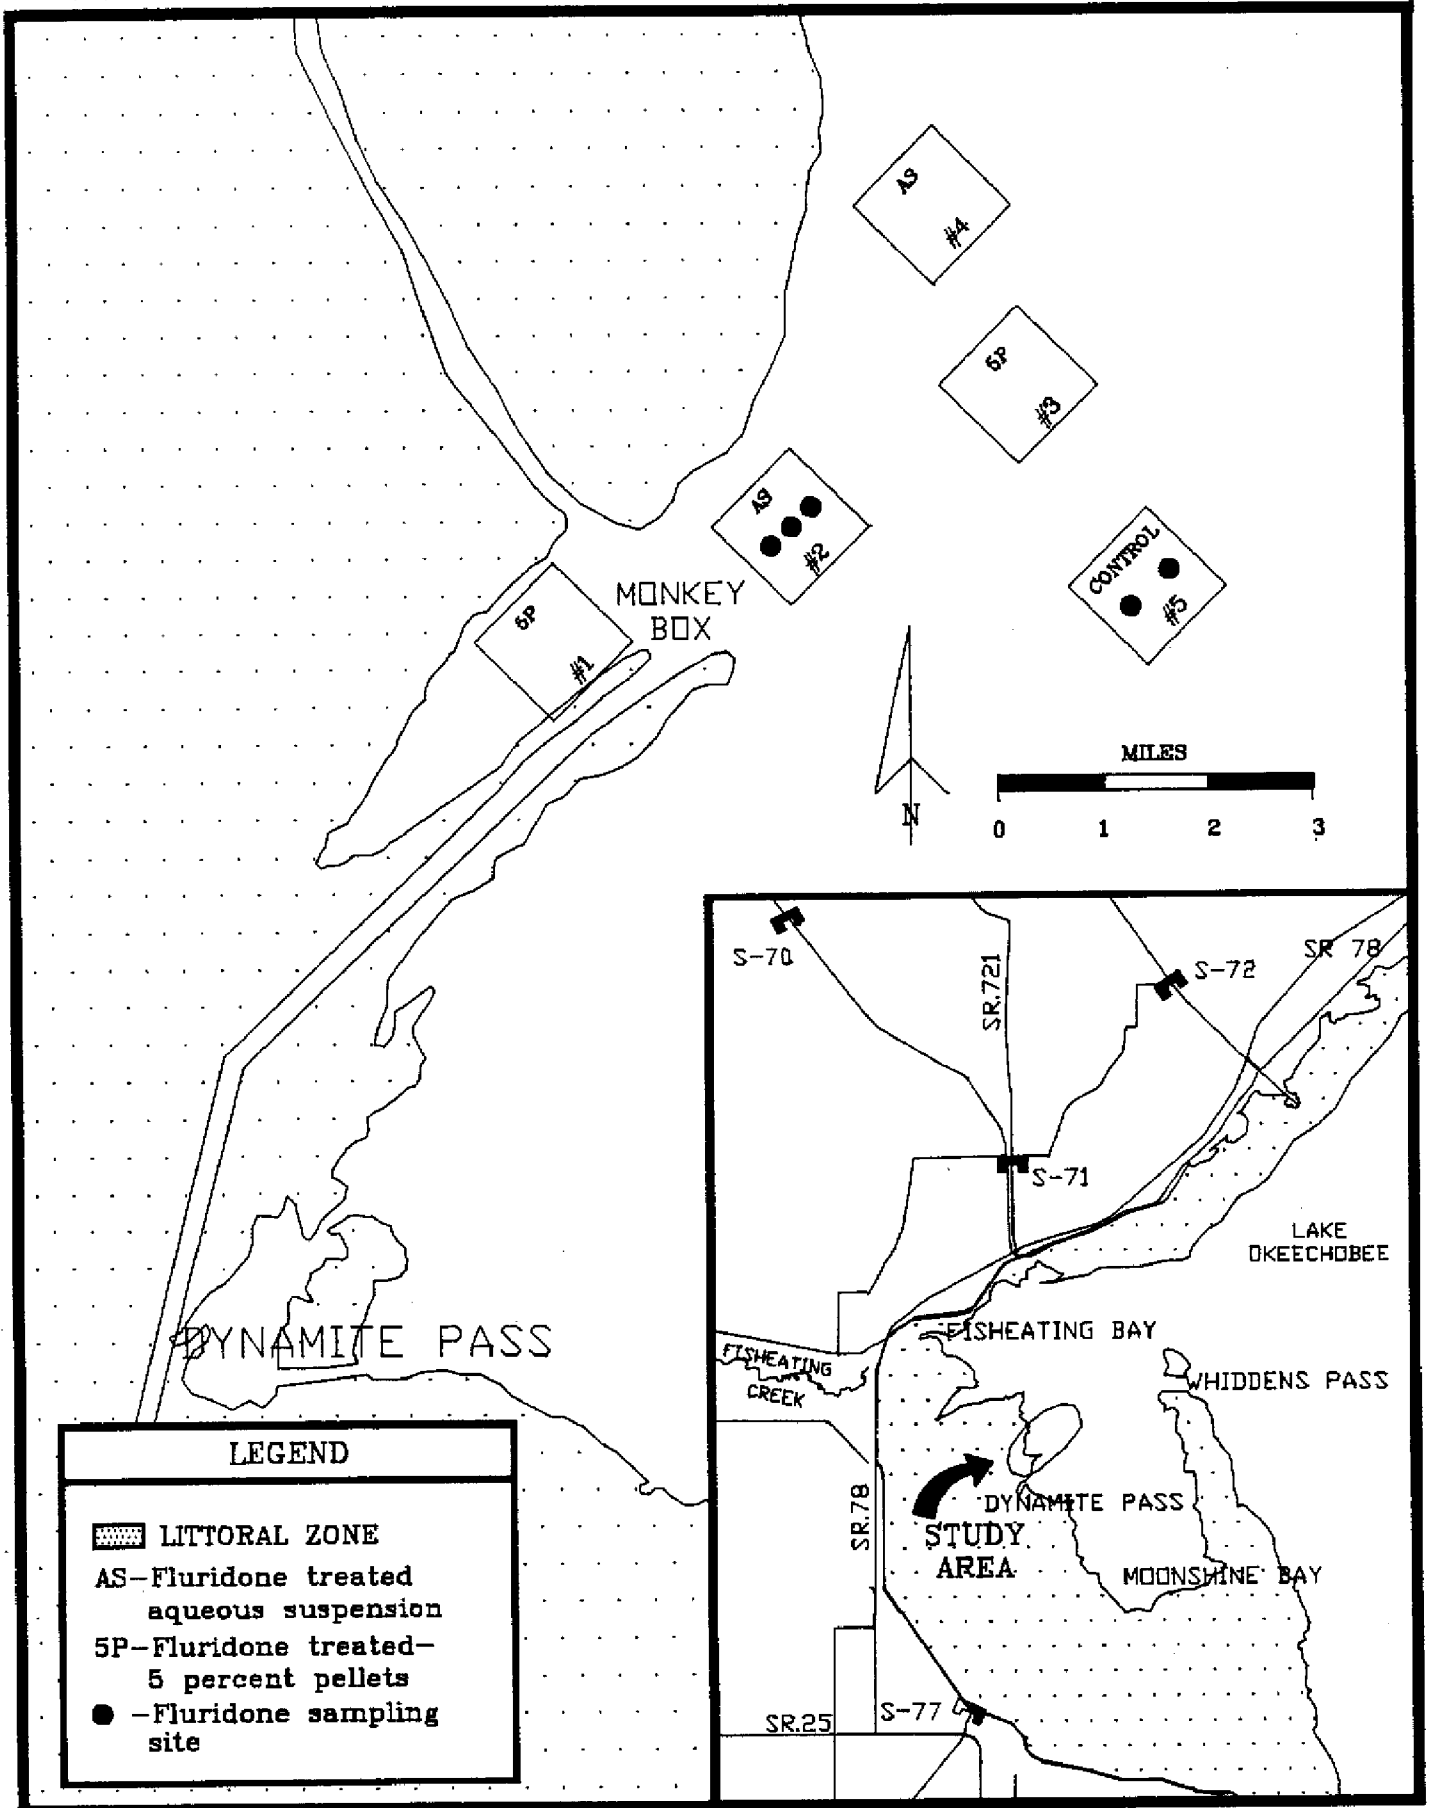 AS
#4
5P
#3
AS
#2
CONTROL
#5
5P
#1
MONKEY
BOX
N
MILES
0 1 2 3
DYNAMITE PASS
LEGEND
LITTORAL ZONE
AS-Fluridone treated
aqueous suspension
5P-Fluridone treated-
5 percent pellets
-Fluridone sampling
site
S-70
SR.721
S-72
SR 78
S-71
LAKE
OKEECHOBEE
FISHEATING BAY
FISHEATING
CREEK
WHIDDENS PASS
SR.78
DYNAMITE PASS
STUDY
AREA
MOONSHINE BAY
S-77
SR.25